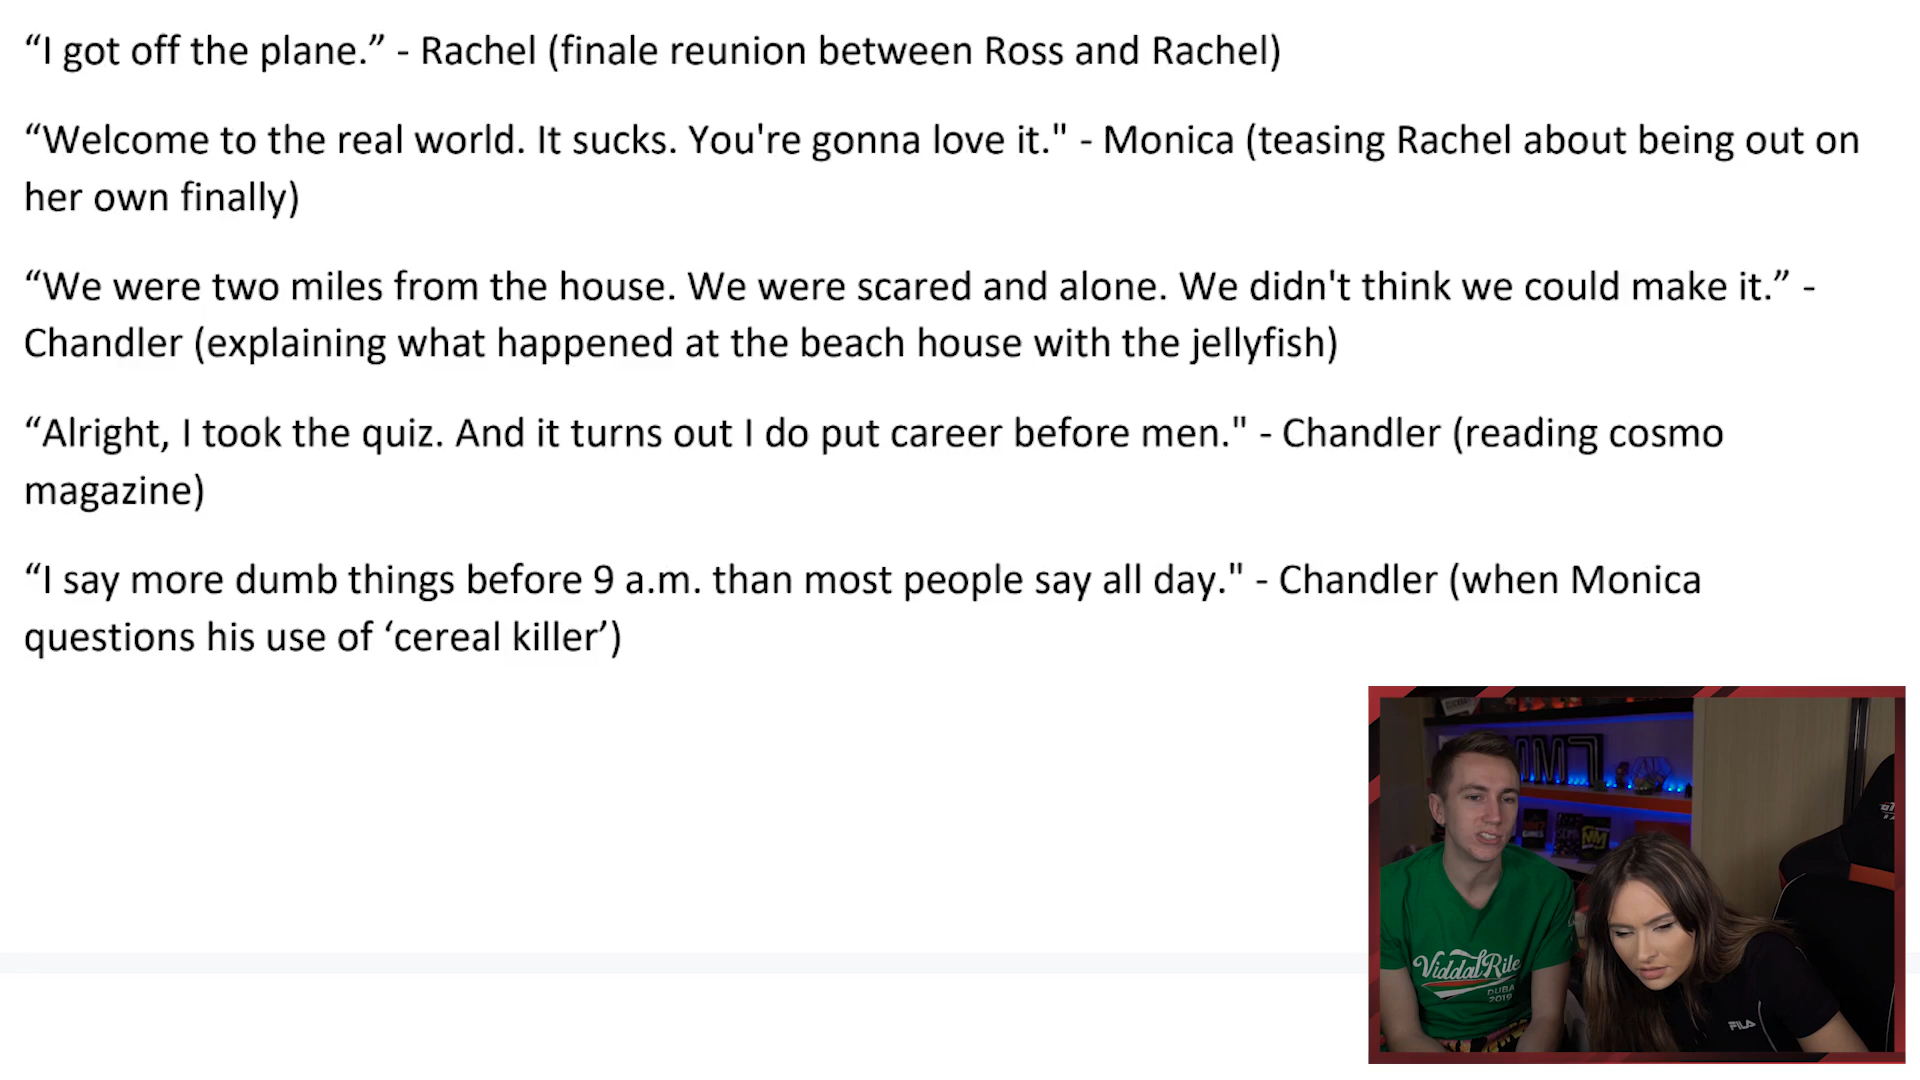 “I got off the plane.” - Rachel (finale reunion between Ross and Rachel)
“Welcome to the real world. It sucks. You're gonna love it." - Monica (teasing Rachel about being out on
her own finally)
“We were two miles from the house. We were scared and alone. We didn't think we could make it.” -
Chandler (explaining what happened at the beach house with the jellyfish)
“Alright, I took the quiz. And it turns out I do put career before men." - Chandler (reading cosmo
magazine)
“I say more dumb things before 9 a.m. than most people say all day." - Chandler (when Monica
questions his use of ‘cereal killer’)
ViddalRile
DUBAI
2019
FILA